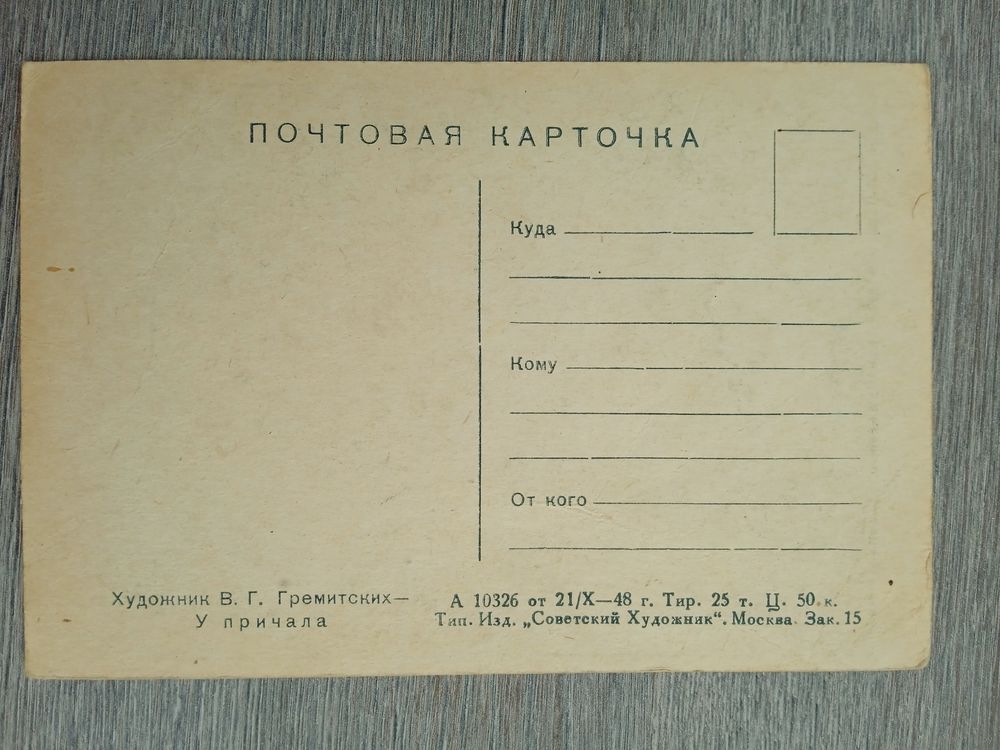 ПОЧТОВАЯ КАРТОЧКА
Куда
Кому
От кого
Художник В. Г. Гремитских—
У причала
А 10326 от 21/X—48 г. Тир. 25 т. Ц. 50 к.
Тип. Изд. „Советский Художник“. Москва. Зак. 15